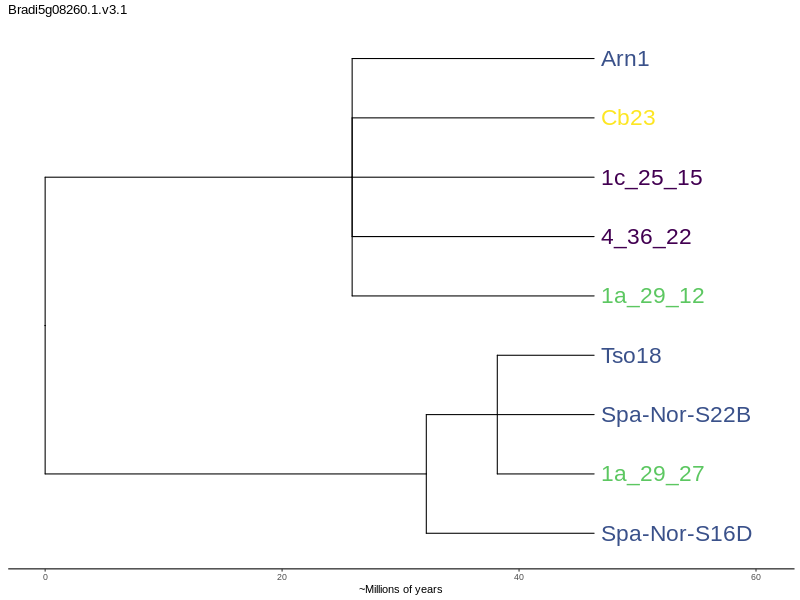 Bradi5g08260.1.v3.1
Arn1
Cb23
1c_25_15
4_36_22
1a_29_12
Tso18
Spa-Nor-S22B
1a_29_27
Spa-Nor-S16D
0 20 40 60
~Millions of years